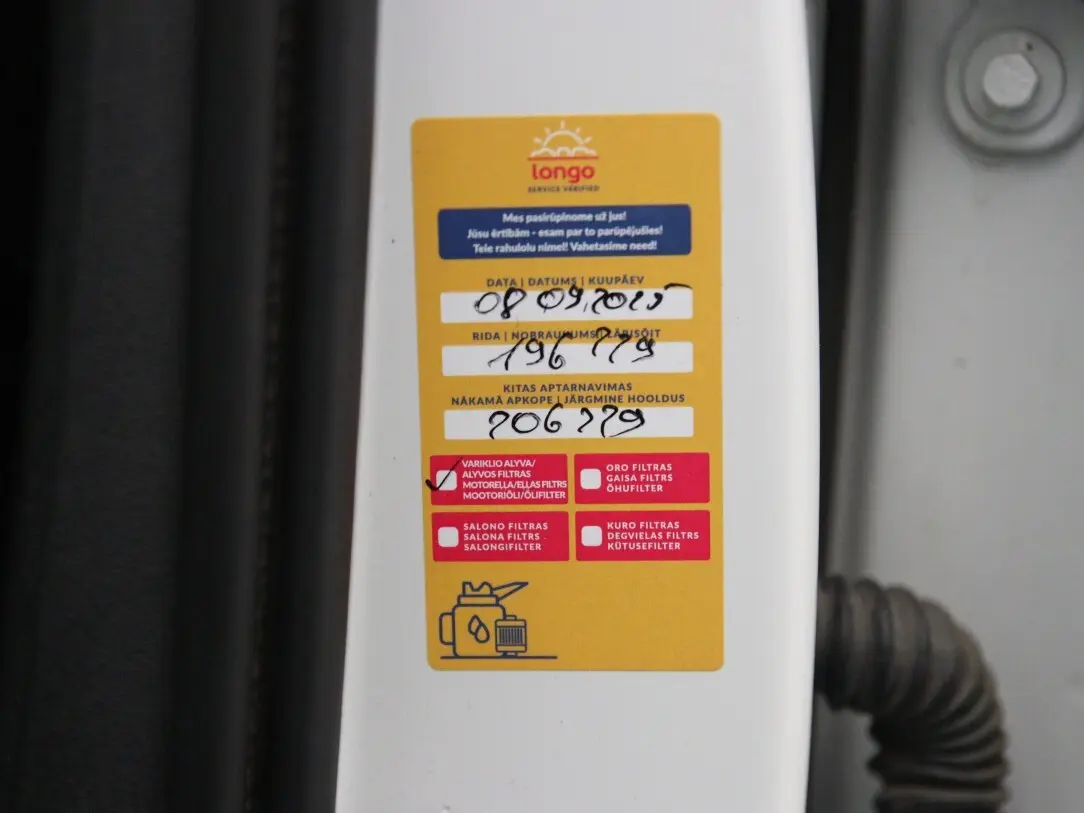 longo
SERVICE VERIFIED
Mes pasirūpinome už jus!
Jūsu ērtībām - esam par to parūpējušies!
Teie rahulolu nimel! Vahetasime need!
DATA | DATUMS | KUUPÄEV
08 09,2025
RIDA | NOBRAUKUMS | LÄBISÕIT
196 779
KITAS APTARNAVIMAS
NĀKAMĀ APKOPE | JÄRGMINE HOOLDUS
206 779
VARIKLIO ALYVA/
ALYVOS FILTRAS
MOTOREĻĻA/EĻĻAS FILTRS
MOOTORIÕLI/ÕLIFILTER
ORO FILTRAS
GAISA FILTRS
ÕHUFILTER
SALONO FILTRAS
SALONA FILTRS
SALONGIFILTER
KURO FILTRAS
DEGVIELAS FILTRS
KÜTUSEFILTER